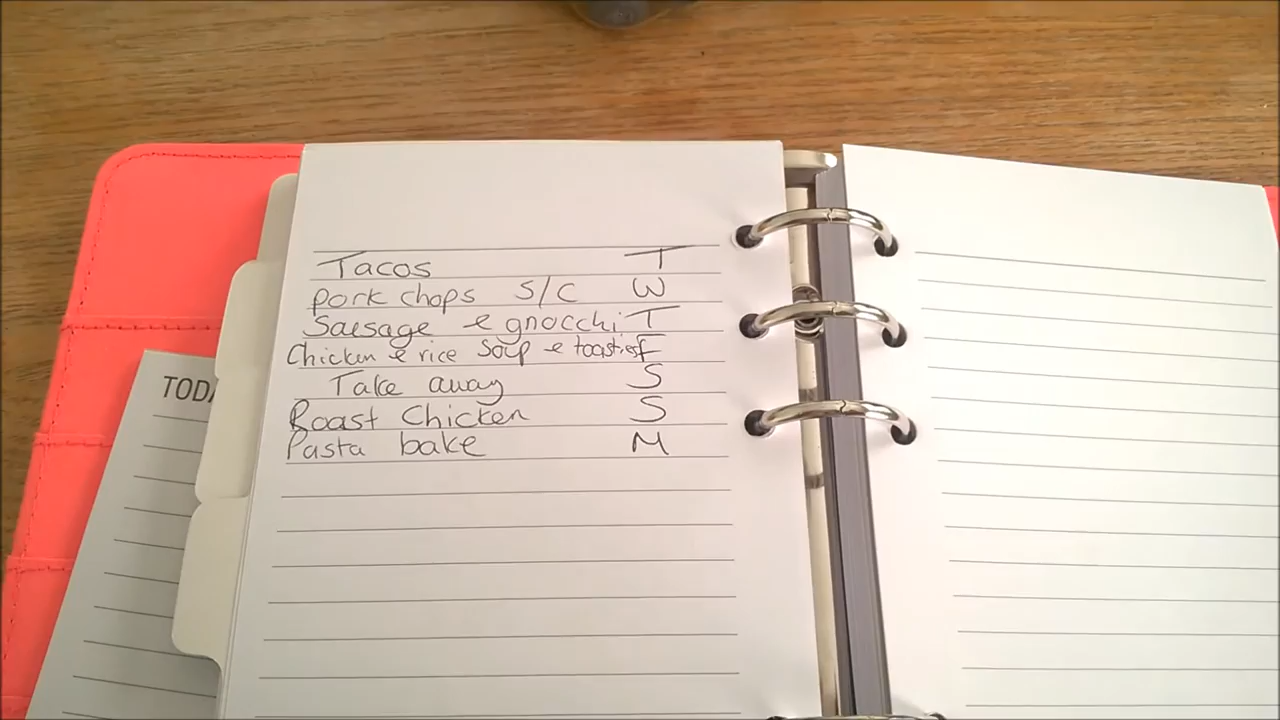 TODA
Tacos T
Pork chops S/C W
Sausage & gnocchi T
Chicken & rice Soup & toasties F
Take away S
Roast Chicken S
Pasta bake M